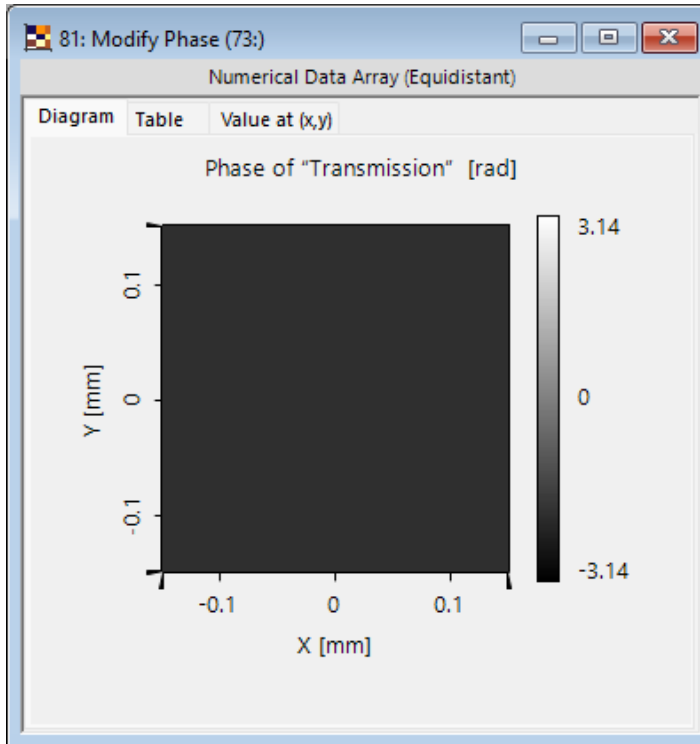 81: Modify Phase (73:)
Numerical Data Array (Equidistant)
Diagram Table Value at (x,y)
Phase of “Transmission” [rad]
3.14
0.1
Y [mm]
0
0
-0.1
-3.14
-0.1 0 0.1
X [mm]